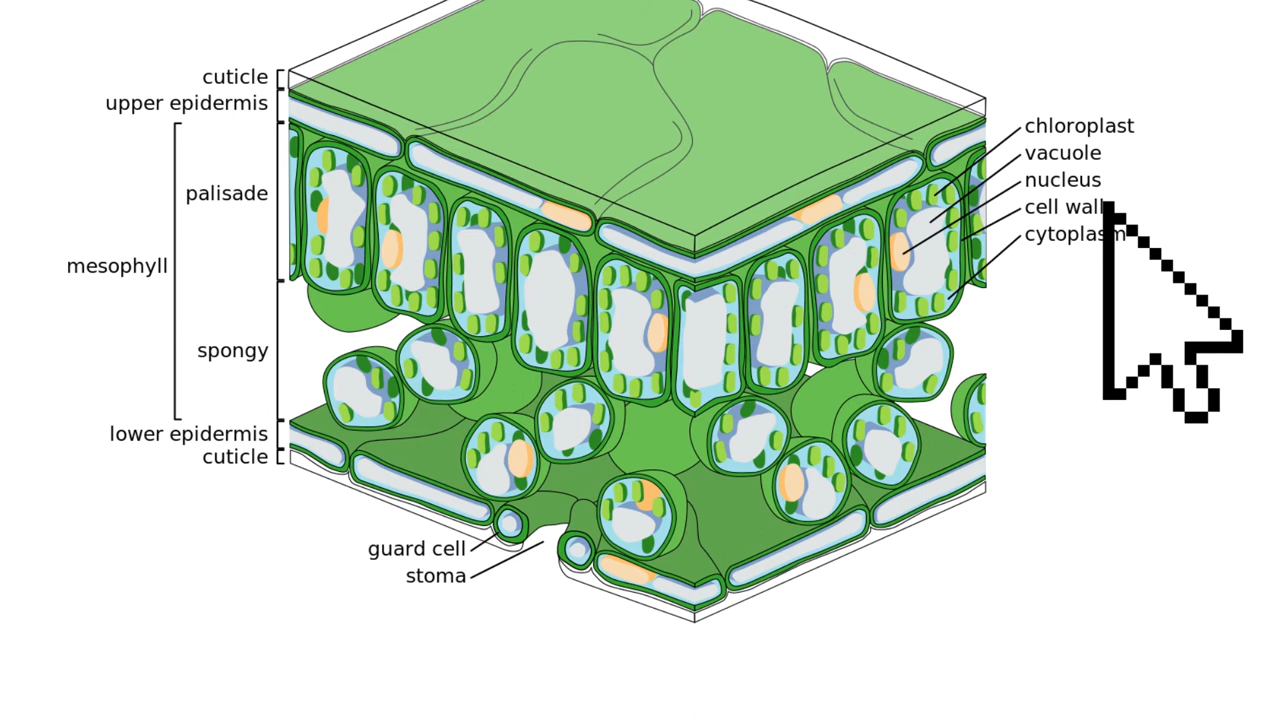 cuticle
upper epidermis
palisade
mesophyll
spongy
lower epidermis
cuticle
guard cell
stoma
chloroplast
vacuole
nucleus
cell wall
cytoplasm